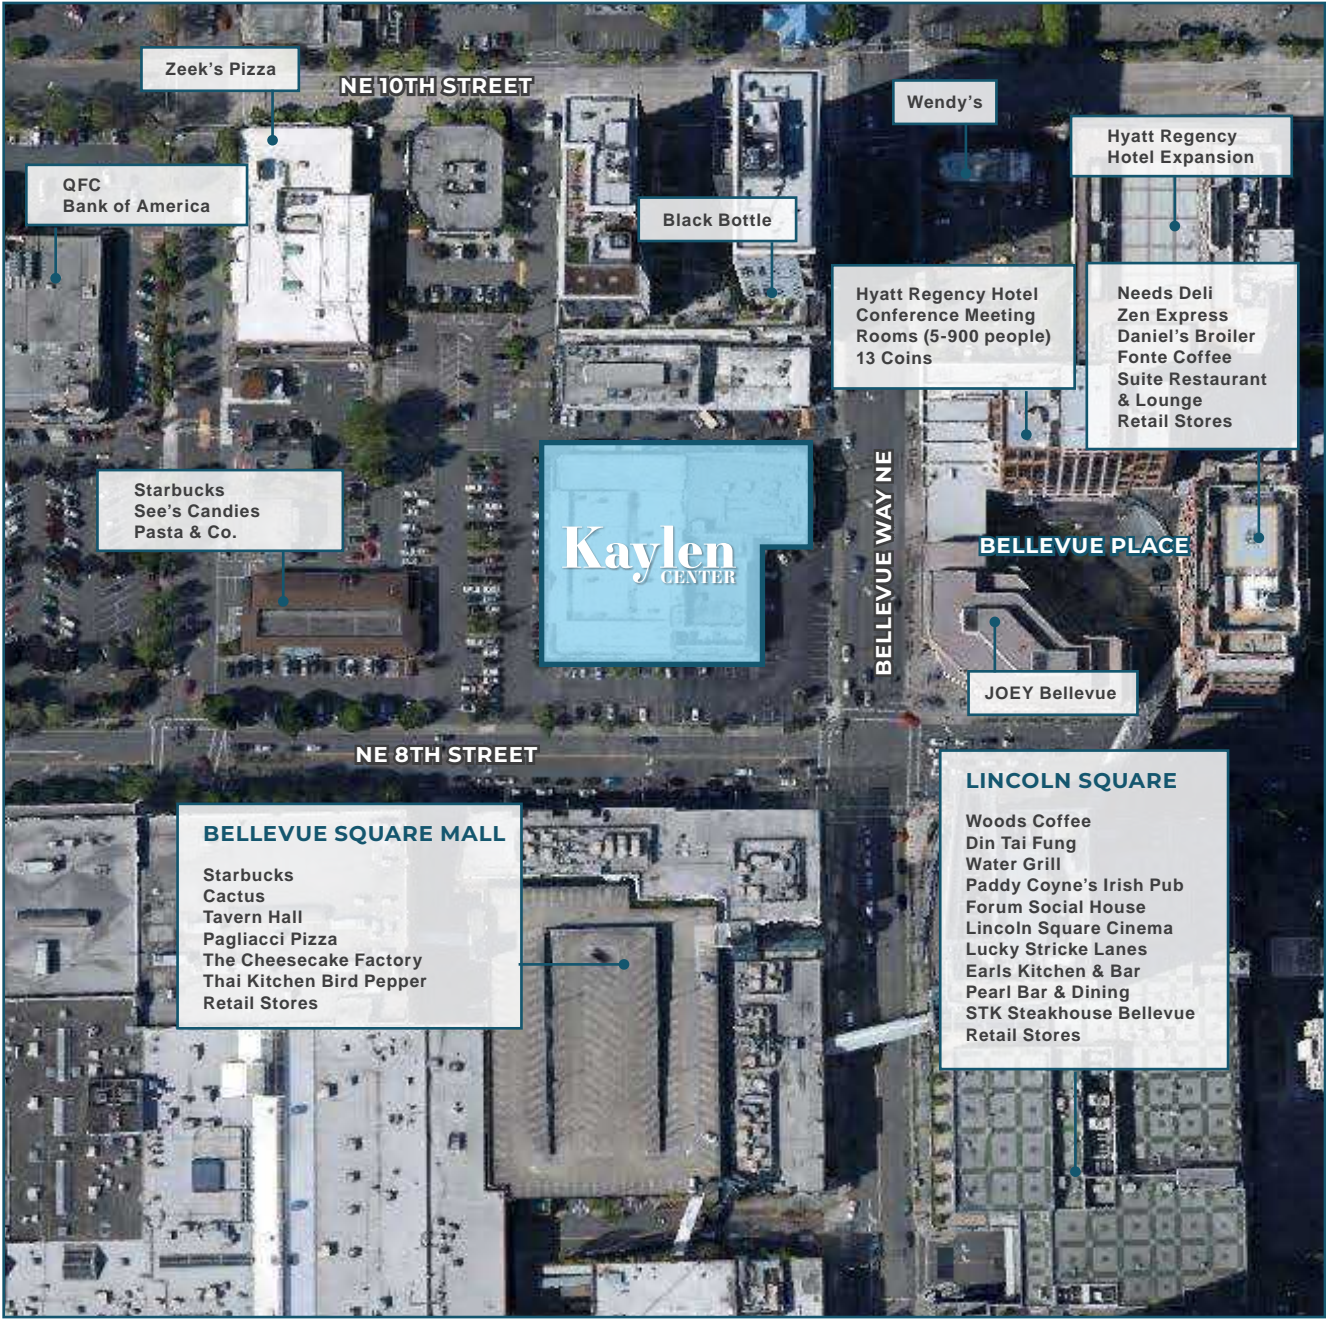 Zeek's Pizza
NE 10TH STREET
Wendy's
Hyatt Regency
Hotel Expansion
QFC
Bank of America
Black Bottle
Hyatt Regency Hotel
Conference Meeting
Rooms (5-900 people)
13 Coins
Needs Deli
Zen Express
Daniel's Broiler
Fonte Coffee
Suite Restaurant
& Lounge
Retail Stores
Starbucks
See's Candies
Pasta & Co.
Kaylen
CENTER
BELLEVUE WAY NE
BELLEVUE PLACE
JOEY Bellevue
NE 8TH STREET
BELLEVUE SQUARE MALL
Starbucks
Cactus
Tavern Hall
Pagliacci Pizza
The Cheesecake Factory
Thai Kitchen Bird Pepper
Retail Stores
LINCOLN SQUARE
Woods Coffee
Din Tai Fung
Water Grill
Paddy Coyne's Irish Pub
Forum Social House
Lincoln Square Cinema
Lucky Stricke Lanes
Earls Kitchen & Bar
Pearl Bar & Dining
STK Steakhouse Bellevue
Retail Stores